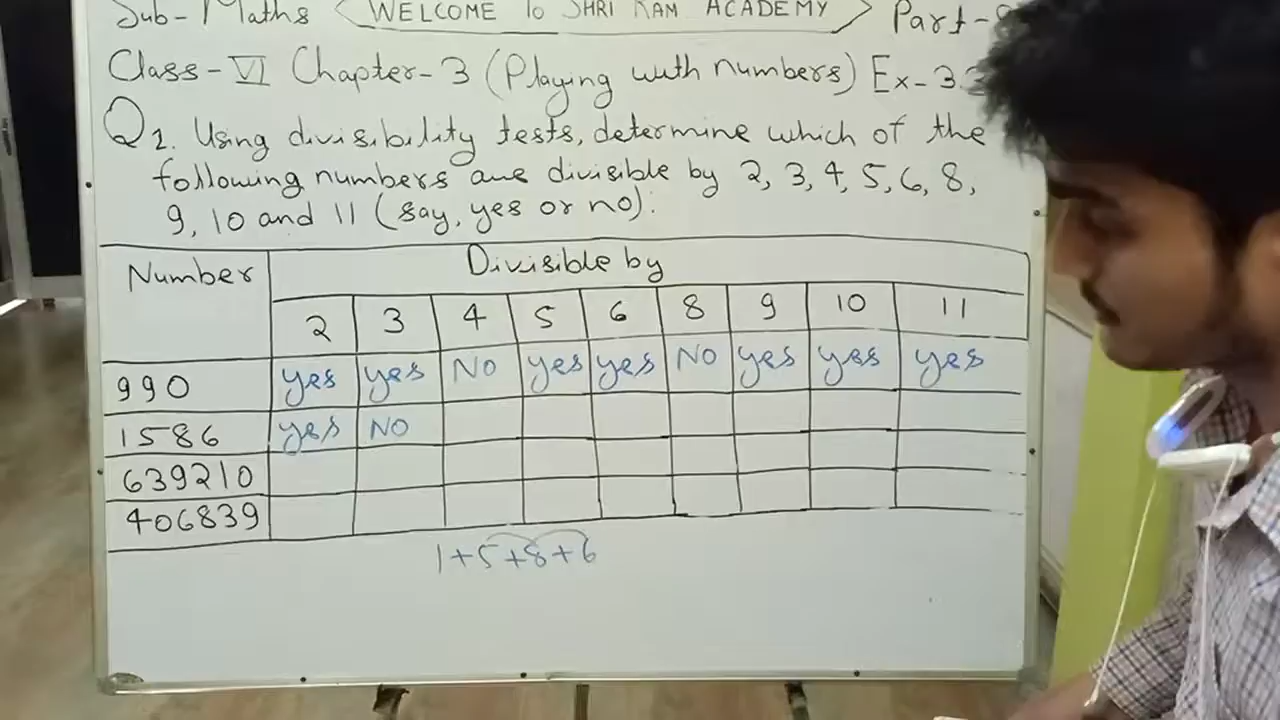 Sub- Maths WELCOME TO SHRI RAM ACADEMY Part-
Class-VI Chapter-3 (Playing with numbers) Ex-3.3
Q1. Using divisibility tests, determine which of the
following numbers are divisible by 2, 3, 4, 5, 6, 8,
9, 10 and 11 (say, yes or no).
Number Divisible by
2 3 4 5 6 8 9 10 11
990 yes yes NO yes yes NO yes yes yes
1586 yes NO
639210
406839
1+5+8+6